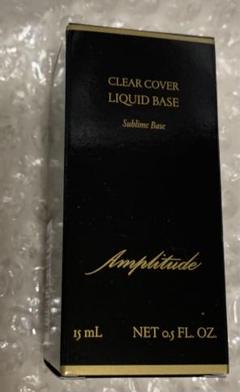 CLEAR COVER
LIQUID BASE
Sublime Base
Amplitude
15 mL NET 0.5 FL. OZ.